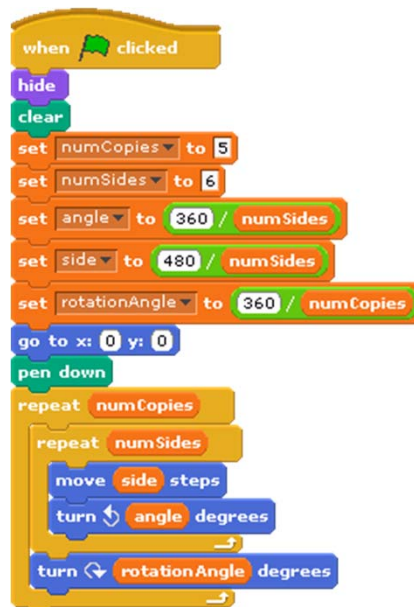 when clicked
hide
clear
set numCopies to 5
set numSides to 6
set angle to 360 / numSides
set side to 480 / numSides
set rotationAngle to 360 / numCopies
go to x: 0 y: 0
pen down
repeat numCopies
repeat numSides
move side steps
turn angle degrees
turn rotationAngle degrees